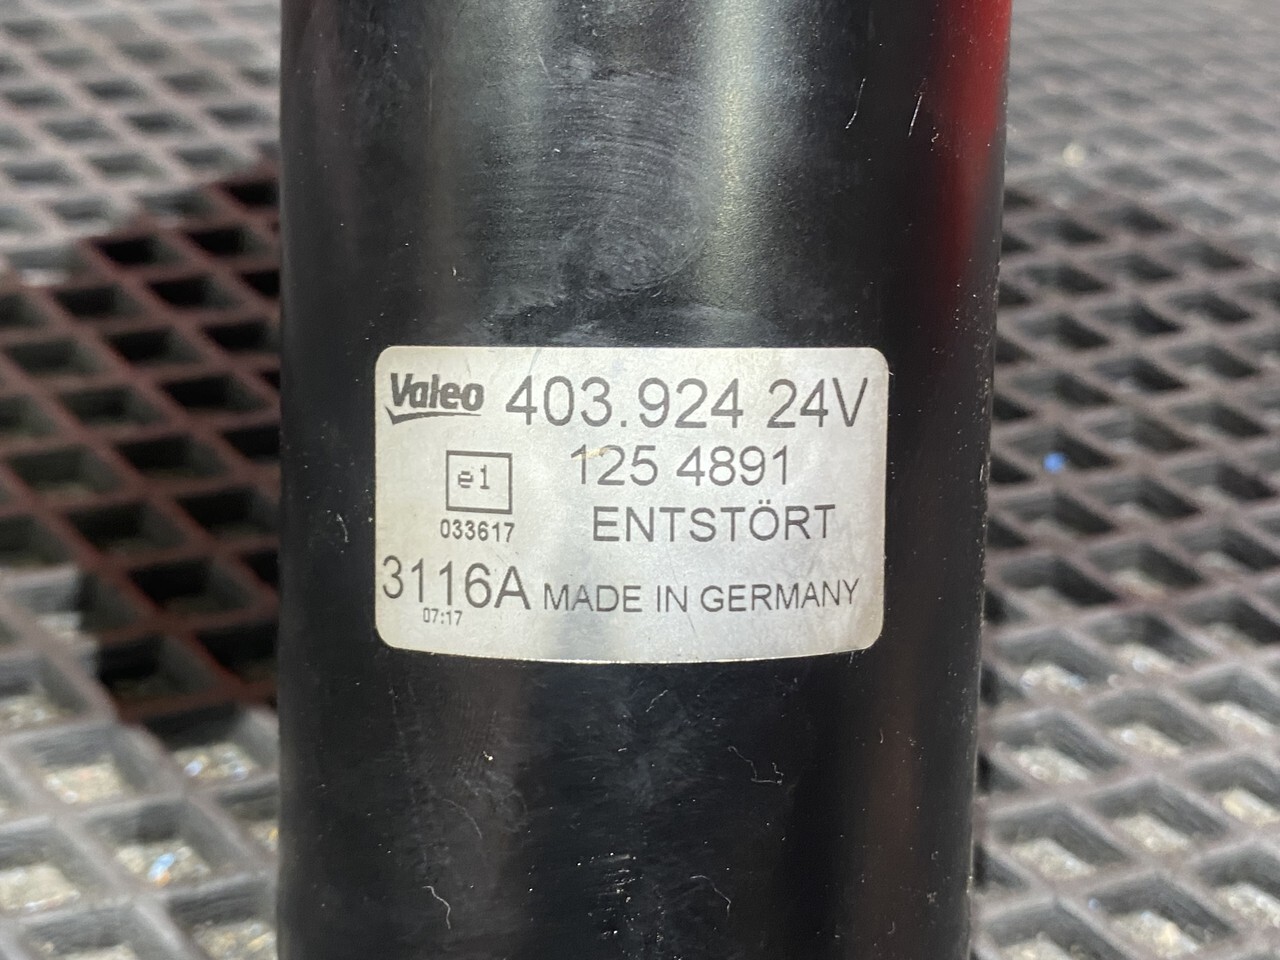 Valeo 403.924 24V
e1 125 4891
033617 ENTSTÖRT
3116A MADE IN GERMANY
07:17